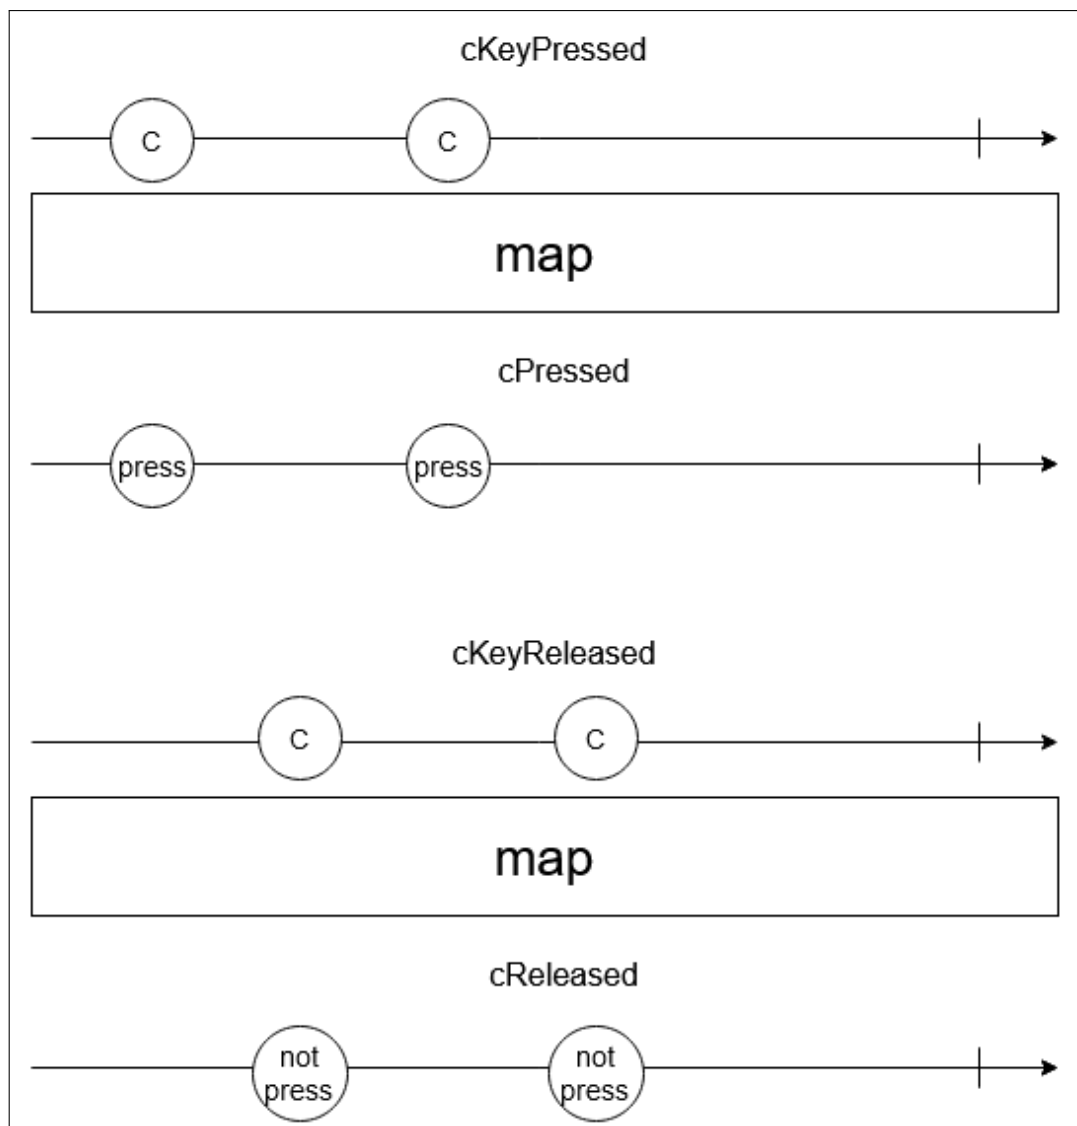 cKeyPressed
C C
map
cPressed
press press
cKeyReleased
C C
map
cReleased
not not
press press